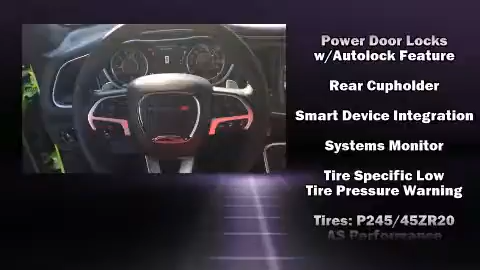 Power Door Locks
w/Autolock Feature
Rear Cupholder
Smart Device Integration
Systems Monitor
Tire Specific Low
Tire Pressure Warning
Tires: P245/45ZR20
AS Performance